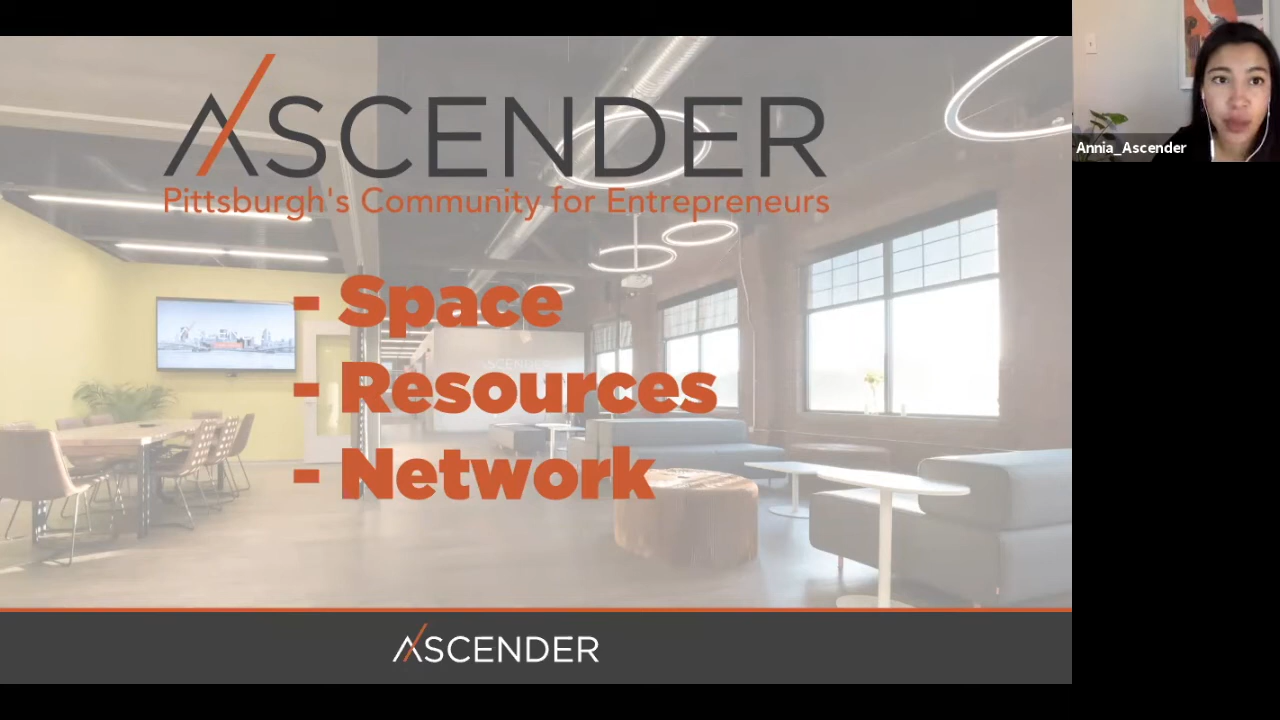 ASCENDER
Pittsburgh's Community for Entrepreneurs
- Space
- Resources
- Network
Annia_Ascender
ASCENDER